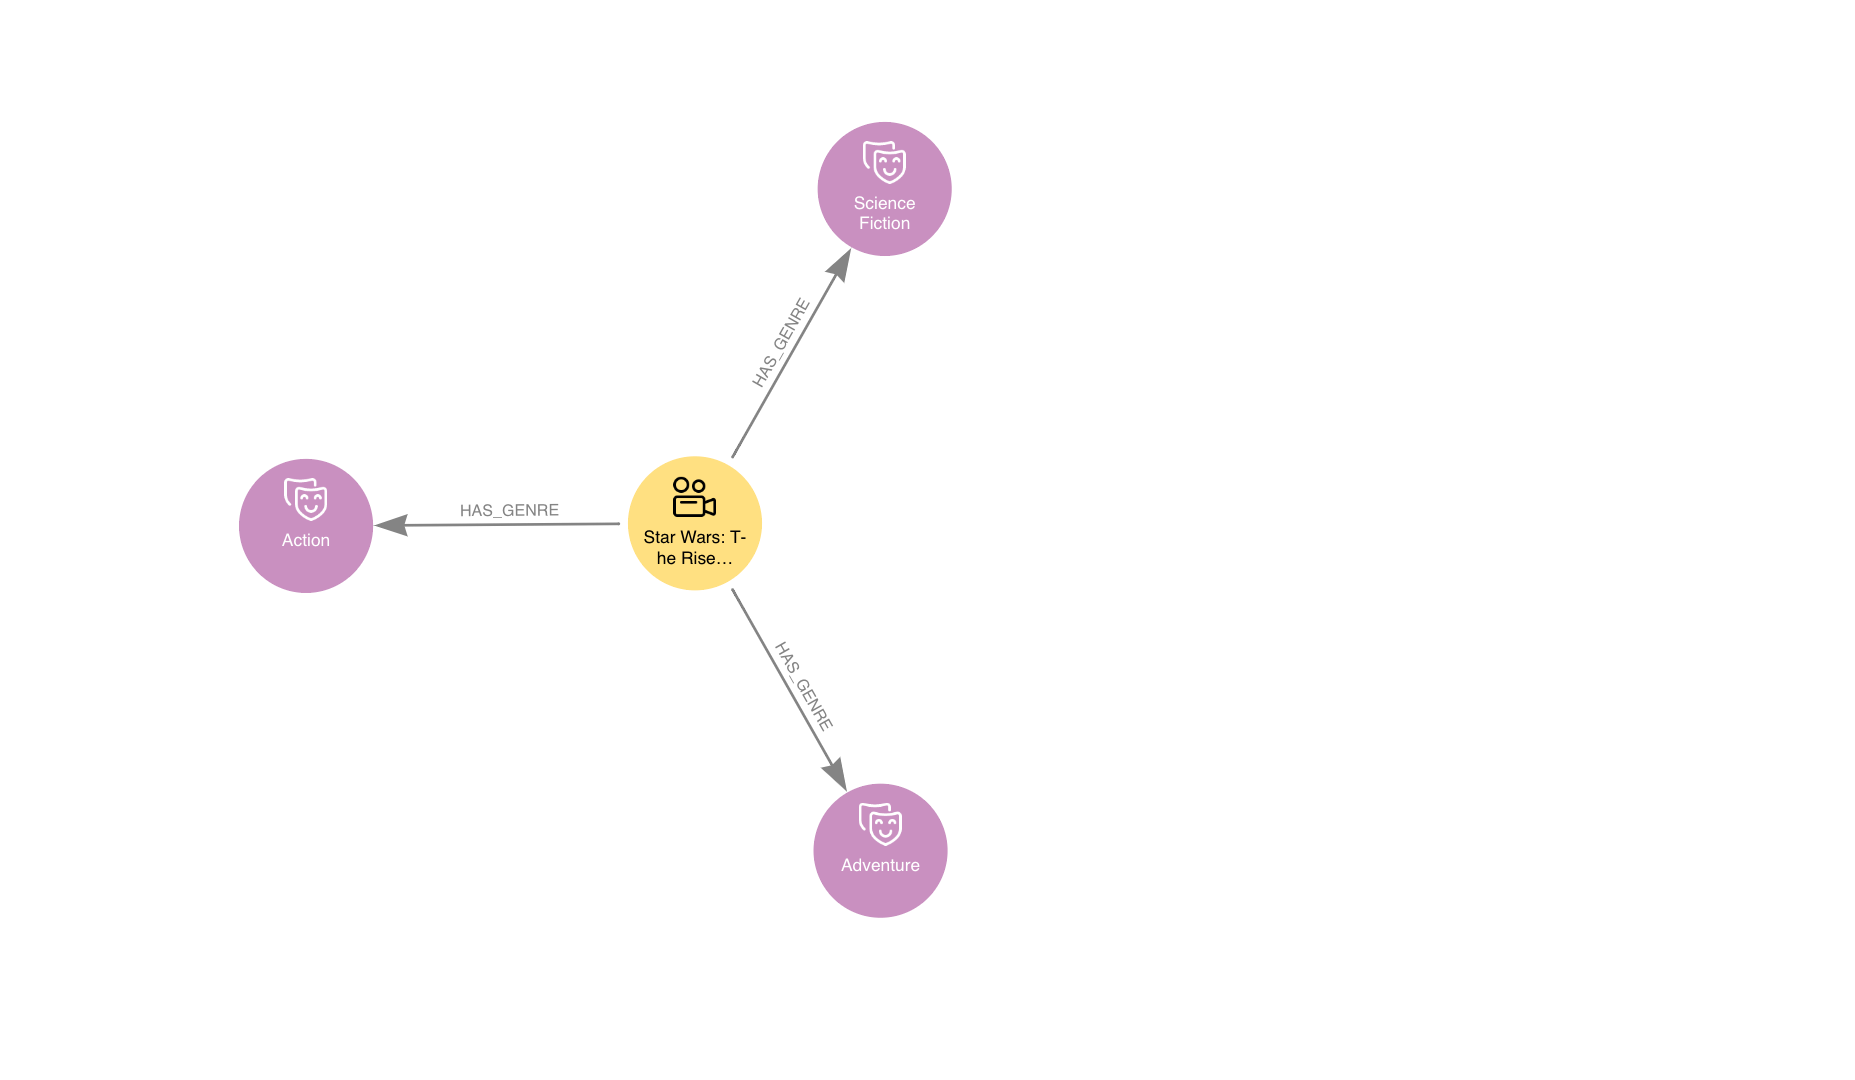 Science
Fiction
HAS_GENRE
HAS_GENRE
Action
Star Wars: T-
he Rise…
HAS_GENRE
Adventure